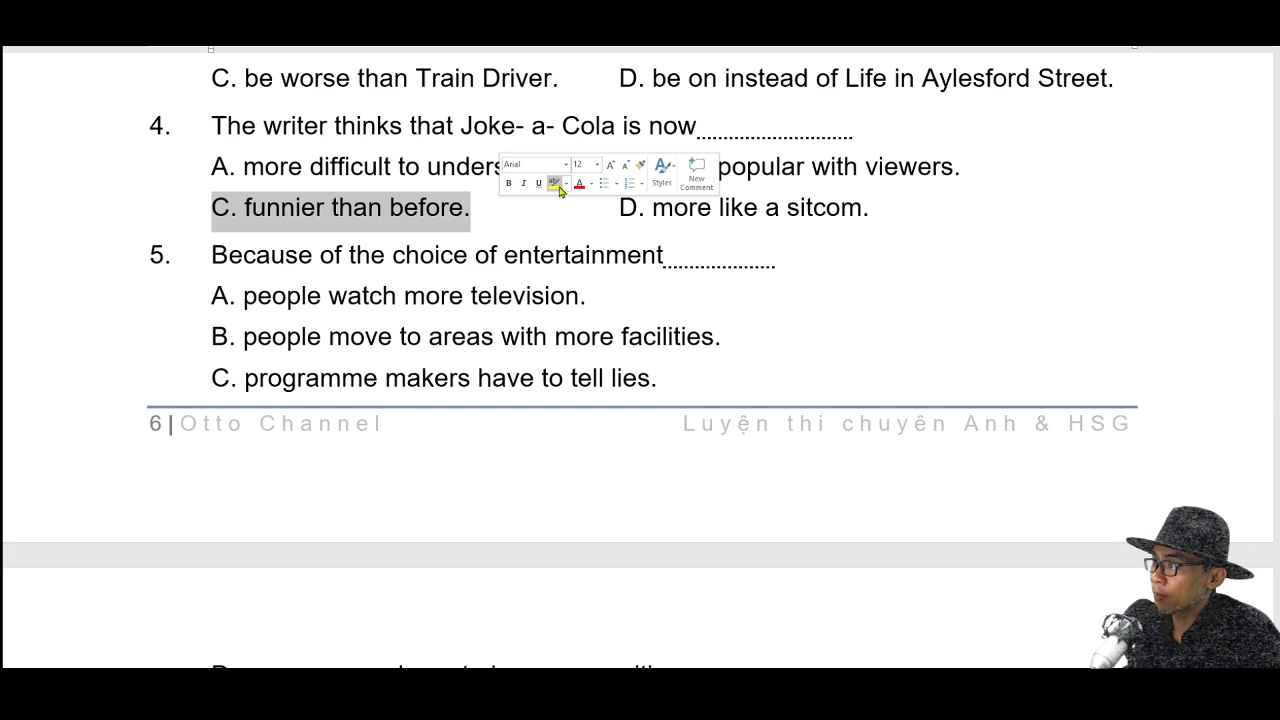 C. be worse than Train Driver. D. be on instead of Life in Aylesford Street.
4. The writer thinks that Joke- a- Cola is now
A. more difficult to popular with viewers.
Arial 12
Styles New Comment
C. funnier than before. D. more like a sitcom.
5. Because of the choice of entertainment
A. people watch more television.
B. people move to areas with more facilities.
C. programme makers have to tell lies.
6 | Otto Channel Luyện thi chuyên Anh & HSG